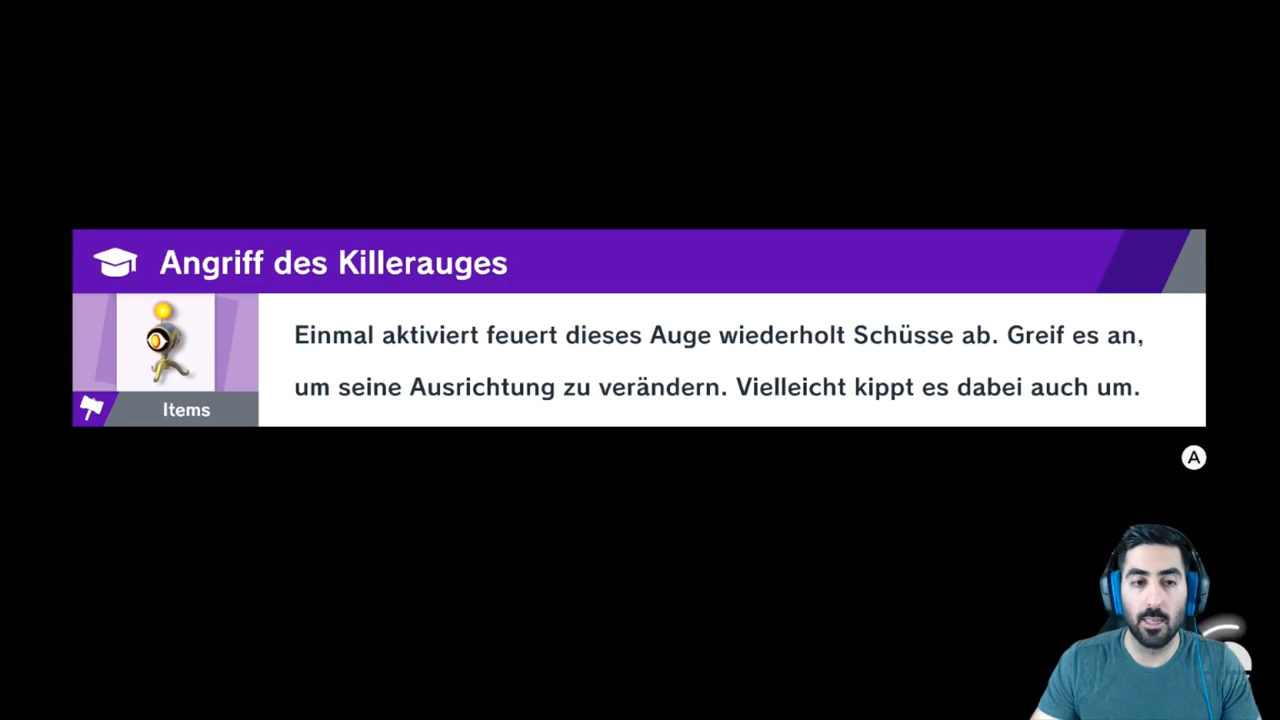 Angriff des Killerauges
Einmal aktiviert feuert dieses Auge wiederholt Schüsse ab. Greif es an,
um seine Ausrichtung zu verändern. Vielleicht kippt es dabei auch um.
Items
A